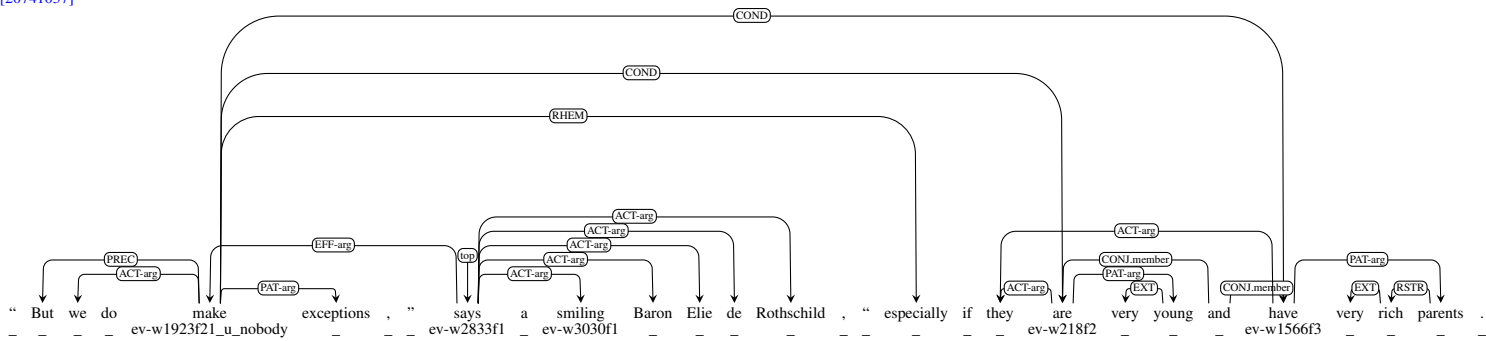 COND
COND
RHEM
ACT-arg
ACT-arg ACT-arg
EFF-arg ACT-arg
top
PREC ACT-arg CONJ.member PAT-arg
ACT-arg ACT-arg PAT-arg
PAT-arg ACT-arg EXT CONJ.member EXT RSTR
“ But we do make exceptions , ” says a smiling Baron Elie de Rothschild , “ especially if they are very young and have very rich parents .
_ _ _ _ ev-w1923f21_u_nobody _ _ _ ev-w2833f1 _ ev-w3030f1 _ _ _ _ _ _ _ _ _ ev-w218f2 _ _ _ ev-w1566f3 _ _ _ _